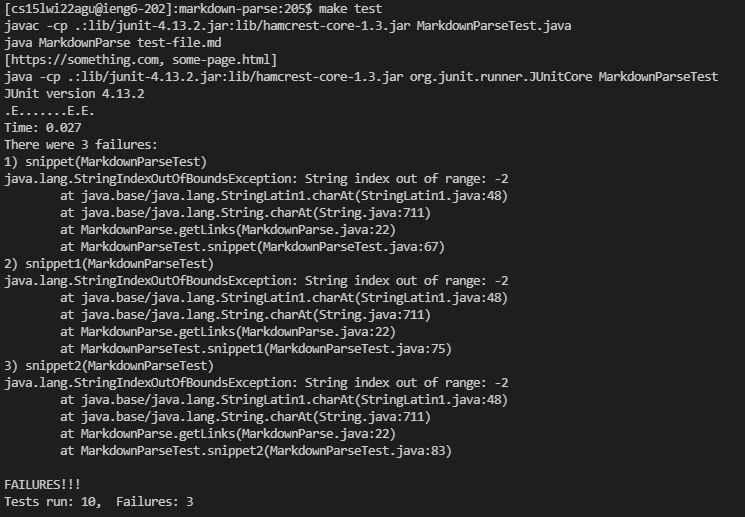 [cs15lwi22agu@ieng6-202]:markdown-parse:205$ make test
javac -cp .:lib/junit-4.13.2.jar:lib/hamcrest-core-1.3.jar MarkdownParseTest.java
java MarkdownParse test-file.md
[https://something.com, some-page.html]
java -cp .:lib/junit-4.13.2.jar:lib/hamcrest-core-1.3.jar org.junit.runner.JUnitCore MarkdownParseTest
JUnit version 4.13.2
.E.......E.E.
Time: 0.027
There were 3 failures:
1) snippet(MarkdownParseTest)
java.lang.StringIndexOutOfBoundsException: String index out of range: -2
        at java.base/java.lang.StringLatin1.charAt(StringLatin1.java:48)
        at java.base/java.lang.String.charAt(String.java:711)
        at MarkdownParse.getLinks(MarkdownParse.java:22)
        at MarkdownParseTest.snippet(MarkdownParseTest.java:67)
2) snippet1(MarkdownParseTest)
java.lang.StringIndexOutOfBoundsException: String index out of range: -2
        at java.base/java.lang.StringLatin1.charAt(StringLatin1.java:48)
        at java.base/java.lang.String.charAt(String.java:711)
        at MarkdownParse.getLinks(MarkdownParse.java:22)
        at MarkdownParseTest.snippet1(MarkdownParseTest.java:75)
3) snippet2(MarkdownParseTest)
java.lang.StringIndexOutOfBoundsException: String index out of range: -2
        at java.base/java.lang.StringLatin1.charAt(StringLatin1.java:48)
        at java.base/java.lang.String.charAt(String.java:711)
        at MarkdownParse.getLinks(MarkdownParse.java:22)
        at MarkdownParseTest.snippet2(MarkdownParseTest.java:83)

FAILURES!!!
Tests run: 10,  Failures: 3